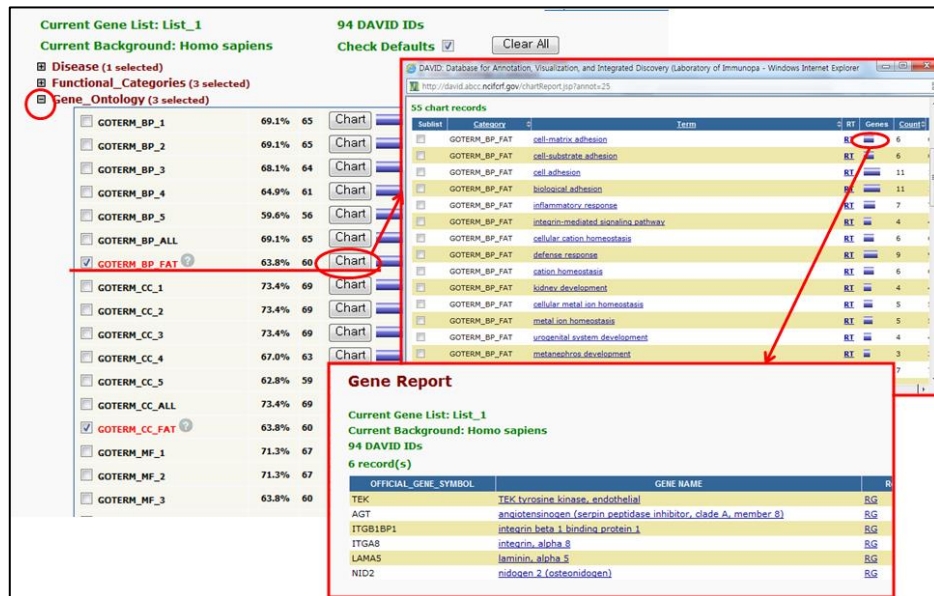 Current Gene List: List_1
94 DAVID IDs
Current Background: Homo sapiens
Check Defaults
Clear All
Disease (1 selected)
Functional_Categories (3 selected)
Gene_Ontology (3 selected)
GOTERM_BP_1 69.1% 65 Chart
GOTERM_BP_2 69.1% 65 Chart
GOTERM_BP_3 68.1% 64 Chart
GOTERM_BP_4 64.9% 61 Chart
GOTERM_BP_5 59.6% 56 Chart
GOTERM_BP_ALL 69.1% 65 Chart
GOTERM_BP_FAT ? 63.8% 60 Chart
GOTERM_CC_1 73.4% 69 Chart
GOTERM_CC_2 73.4% 69 Chart
GOTERM_CC_3 73.4% 69 Chart
GOTERM_CC_4 67.0% 63 Chart
GOTERM_CC_5 62.8% 59
GOTERM_CC_ALL 73.4% 69
GOTERM_CC_FAT ? 63.8% 60
GOTERM_MF_1 71.3% 67
GOTERM_MF_2 71.3% 67
GOTERM_MF_3 63.8% 60
DAVID: Database for Annotation, Visualization, and Integrated Discovery (Laboratory of Immunopa - Windows Internet Explorer
http://david.abcc.ncifcrf.gov/chartReport.jsp?annot=25
55 chart records
Sublist Category Term RT Genes Count
GOTERM_BP_FAT cell-matrix adhesion RT 6
GOTERM_BP_FAT cell-substrate adhesion RT 6
GOTERM_BP_FAT cell adhesion RT 11
GOTERM_BP_FAT biological adhesion RT 11
GOTERM_BP_FAT inflammatory response RT 7
GOTERM_BP_FAT integrin-mediated signaling pathway RT 4
GOTERM_BP_FAT cellular cation homeostasis RT 6
GOTERM_BP_FAT defense response RT 9
GOTERM_BP_FAT cation homeostasis RT 6
GOTERM_BP_FAT kidney development RT 4
GOTERM_BP_FAT cellular metal ion homeostasis RT 5
GOTERM_BP_FAT metal ion homeostasis RT 5
GOTERM_BP_FAT urogenital system development RT 4
GOTERM_BP_FAT metanephros development RT 3
7
Gene Report
Current Gene List: List_1
Current Background: Homo sapiens
94 DAVID IDs
6 record(s)
OFFICIAL_GENE_SYMBOL GENE NAME
TEK TEK tyrosine kinase, endothelial RG
AGT angiotensinogen (serpin peptidase inhibitor, clade A, member 8) RG
ITGB1BP1 integrin beta 1 binding protein 1 RG
ITGA8 integrin, alpha 8 RG
LAMA5 laminin, alpha 5 RG
NID2 nidogen 2 (osteonidogen) RG